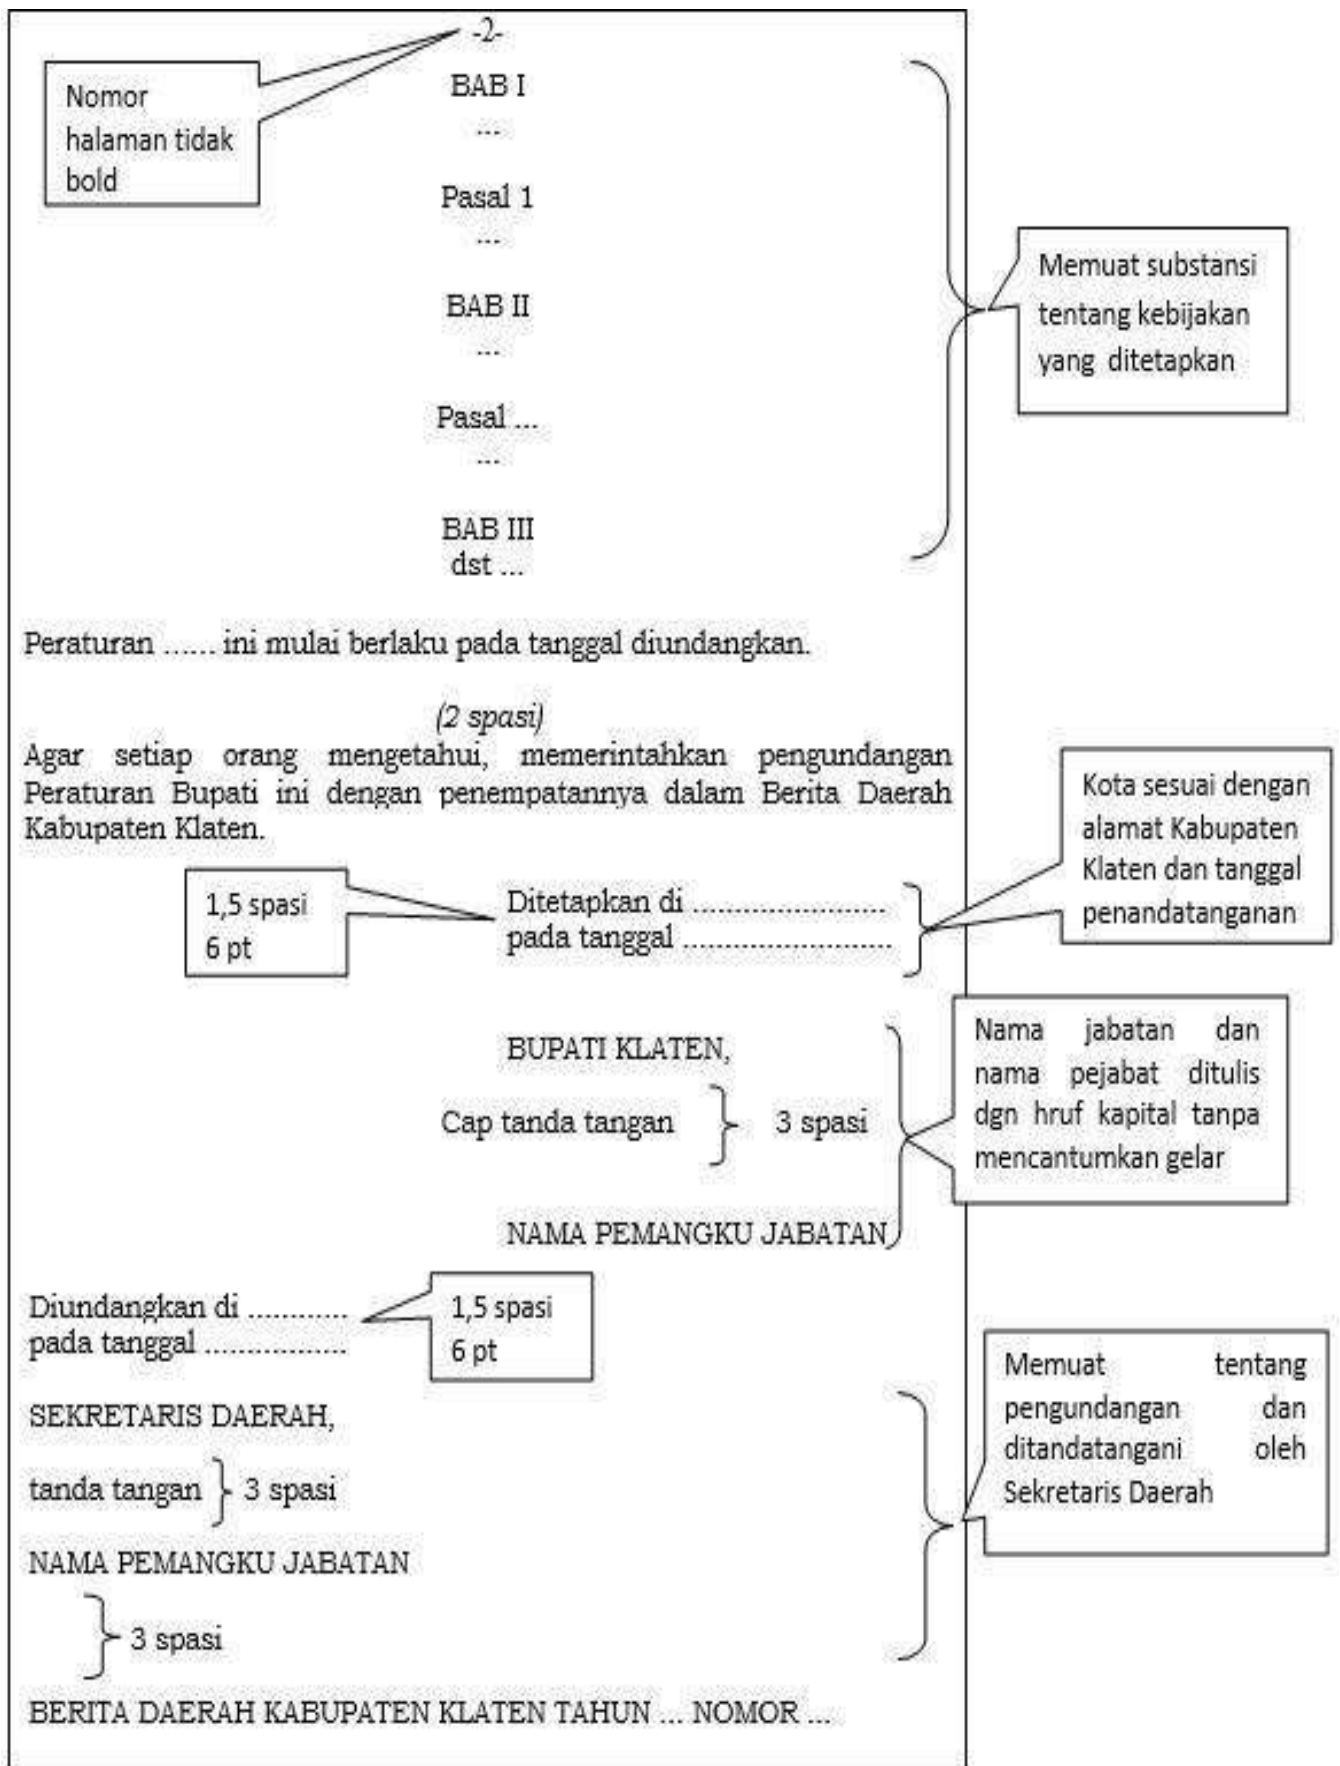 -2-
Nomor
halaman tidak
bold
BAB I
...
Pasal 1
...
BAB II
...
Pasal ...
...
BAB III
dst ...
Memuat substansi
tentang kebijakan
yang ditetapkan
Peraturan ...... ini mulai berlaku pada tanggal diundangkan.
(2 spasi)
Agar setiap orang mengetahui, memerintahkan pengundangan
Peraturan Bupati ini dengan penempatannya dalam Berita Daerah
Kabupaten Klaten.
Kota sesuai dengan
alamat Kabupaten
Klaten dan tanggal
penandatanganan
1,5 spasi
6 pt
Ditetapkan di ........................
pada tanggal ..........................
BUPATI KLATEN,
Cap tanda tangan
3 spasi
NAMA PEMANGKU JABATAN
Nama jabatan dan
nama pejabat ditulis
dgn hruf kapital tanpa
mencantumkan gelar
Diundangkan di ............
pada tanggal .................
1,5 spasi
6 pt
SEKRETARIS DAERAH,
tanda tangan
3 spasi
NAMA PEMANGKU JABATAN
3 spasi
Memuat tentang
pengundangan dan
ditandatangani oleh
Sekretaris Daerah
BERITA DAERAH KABUPATEN KLATEN TAHUN ... NOMOR ...